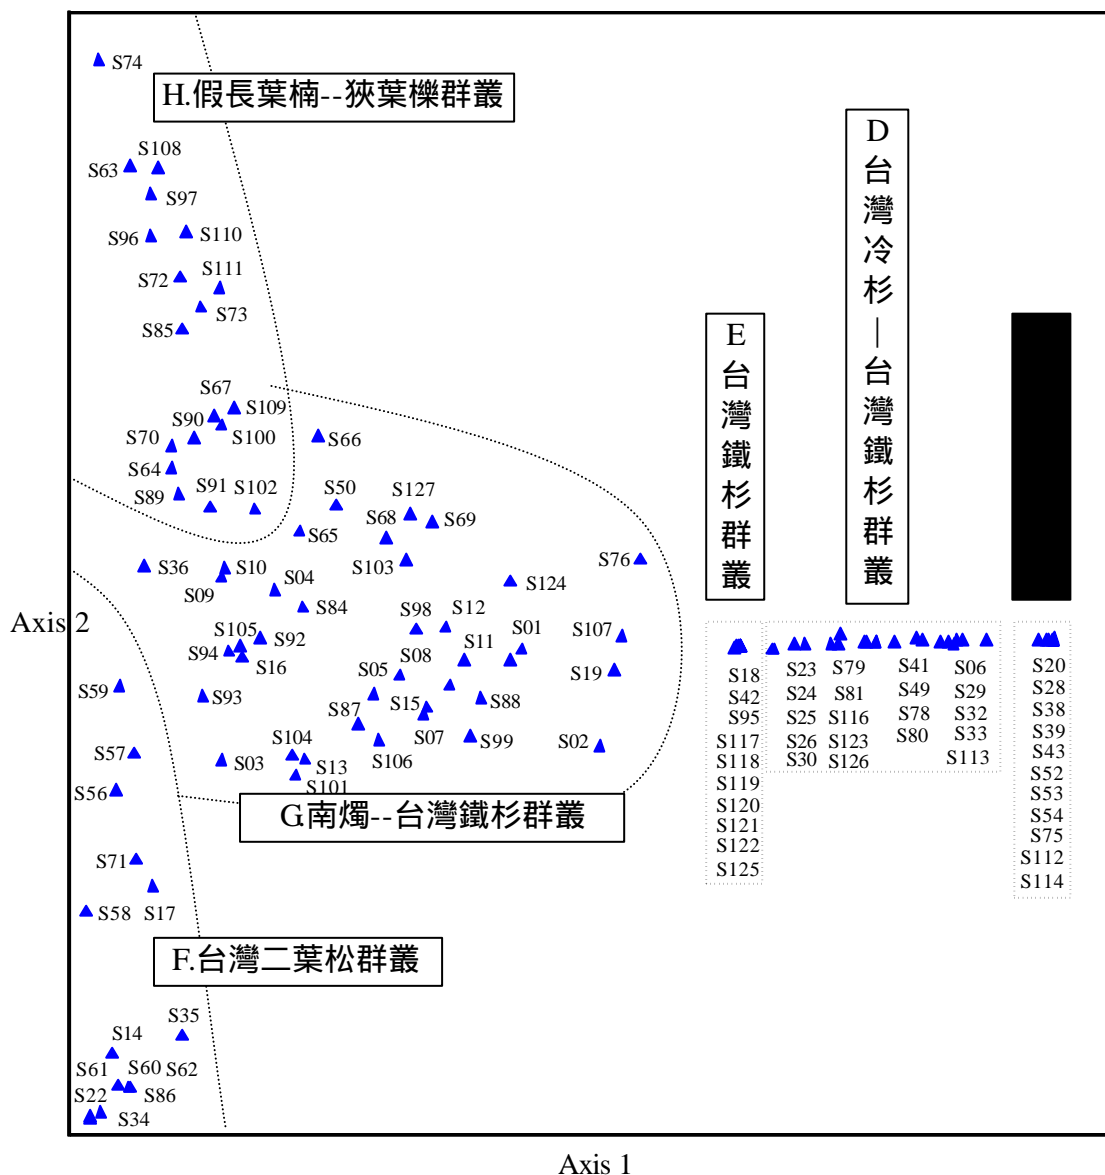 S74
H.假長葉楠--狹葉櫟群叢
S108
S63
S97
S96
S110
S72
S111
S73
S85
S67
S109
S90
S100
S70
S66
S64
S89
S91
S102
S50
S127
S68
S69
S65
S103
S76
S36
S10
S09
S04
S124
S84
Axis 2
S98
S12
S105
S92
S94
S16
S11
S01
S107
S05
S08
S19
S59
S93
S15
S88
S87
S07
S99
S02
S57
S104
S03
S13
S106
S101
S56
G.南燭--台灣鐵杉群叢
S71
S58
S17
F.台灣二葉松群叢
S35
S14
S61
S60
S62
S22
S86
S34
E
台
灣
鐵
杉
群
叢
S18
S42
S95
S117
S118
S119
S120
S121
S122
S125
D
台
灣
冷
杉
|
台
灣
鐵
杉
群
叢
S23
S24
S25
S26
S30
S79
S81
S116
S123
S126
S41
S49
S78
S80
S06
S29
S32
S33
S113
S20
S28
S38
S39
S43
S52
S53
S54
S75
S112
S114
Axis 1